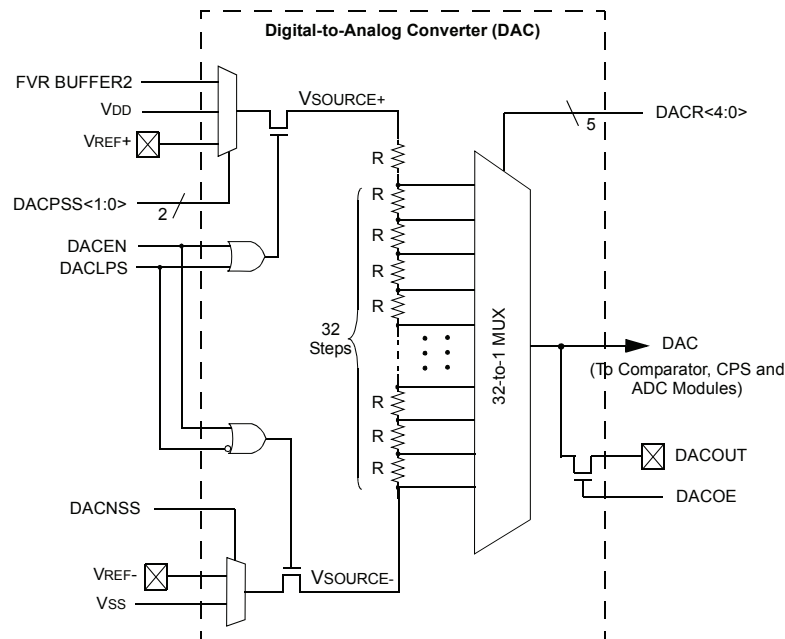 Digital-to-Analog Converter (DAC)
FVR BUFFER2
VDD
VREF+
VSOURCE+
DACR<4:0>
5
R
DACPSS<1:0>
2
R
R
DACEN
DACLPS
R
R
32
Steps
32-to-1 MUX
DAC
(To Comparator, CPS and
ADC Modules)
R
R
R
DACOUT
DACOE
DACNSS
VREF-
VSOURCE-
VSS